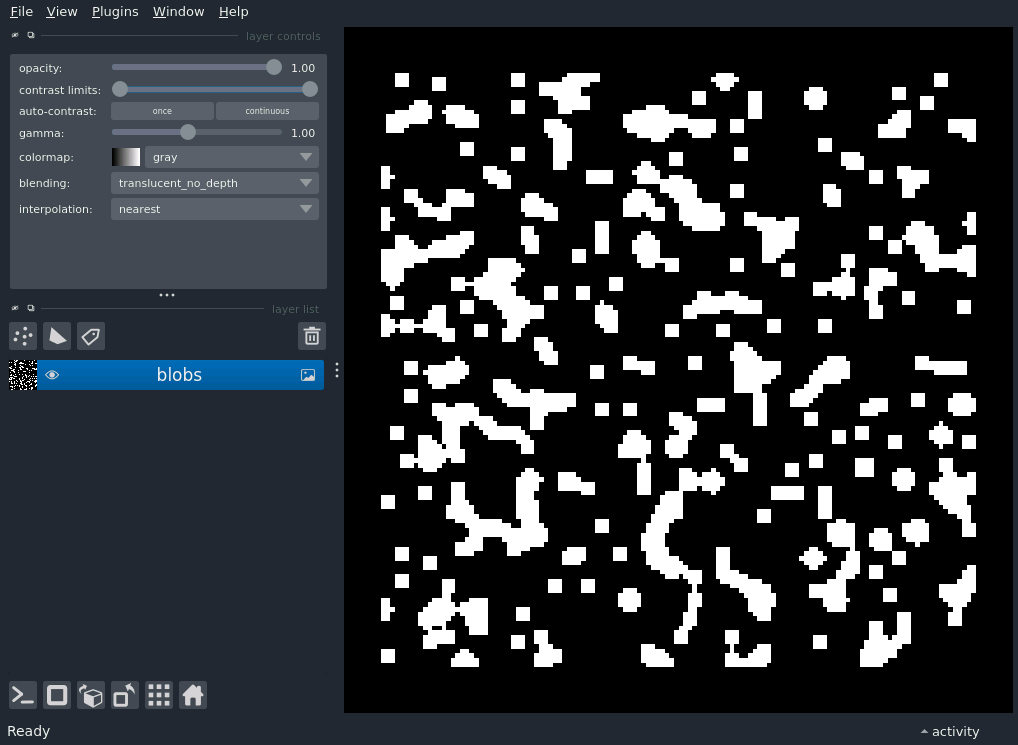 File View Plugins Window Help
layer controls
opacity: 1.00
contrast limits:
auto-contrast: once continuous
gamma: 1.00
colormap: gray
blending: translucent_no_depth
interpolation: nearest
layer list
blobs
Ready activity